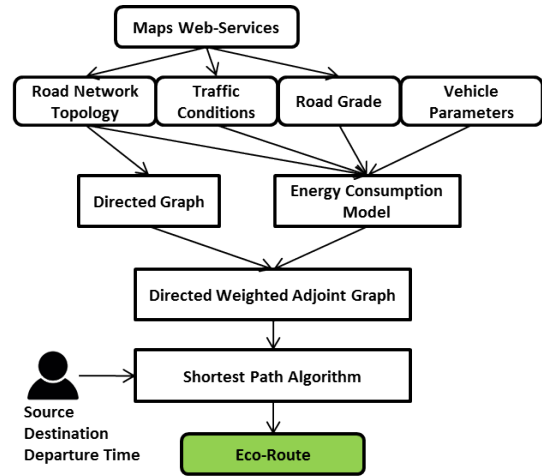 Maps Web-Services
Road Network
Topology
Traffic
Conditions
Road Grade
Vehicle
Parameters
Directed Graph
Energy Consumption
Model
Directed Weighted Adjoint Graph
Shortest Path Algorithm
Source
Destination
Departure Time
Eco-Route